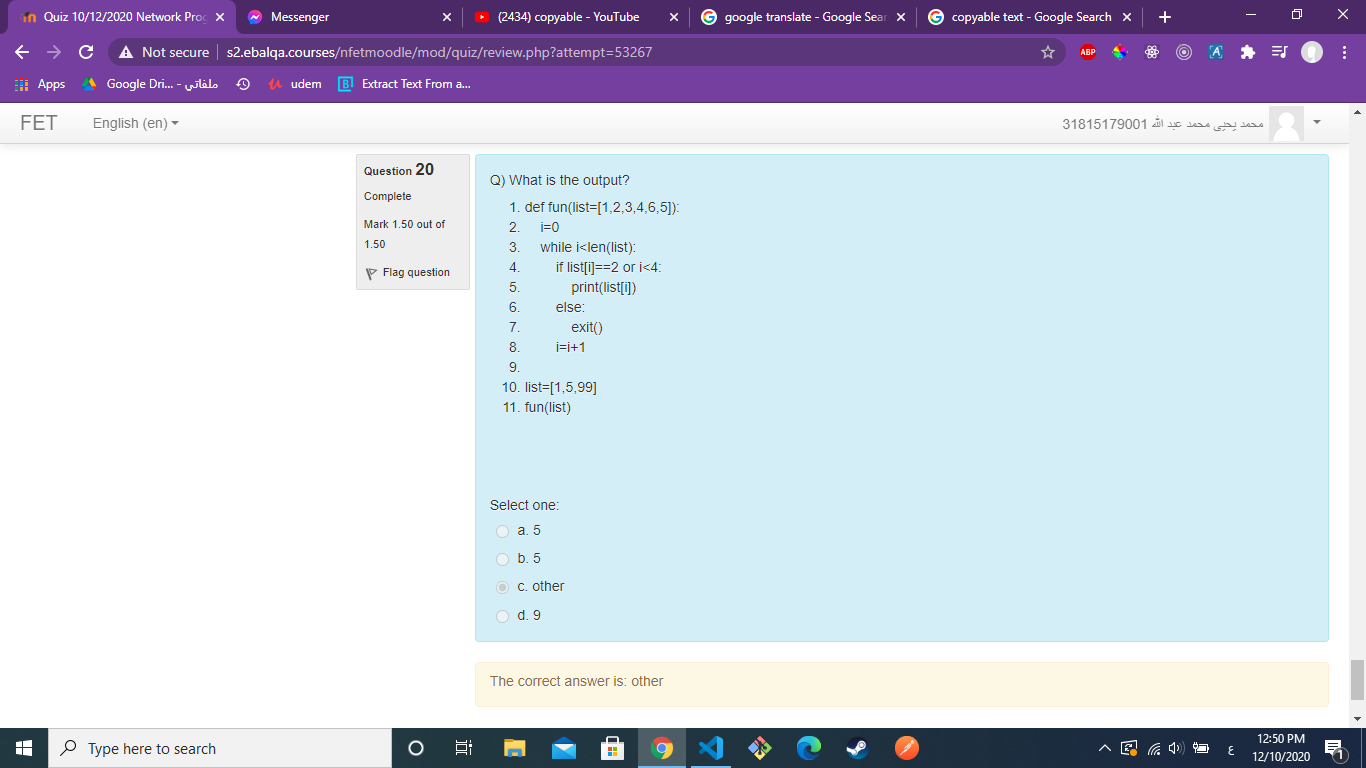 Quiz 10/12/2020 Network Prog
Messenger
(2434) copyable - YouTube
google translate - Google Sear
copyable text - Google Search
Not secure | s2.ebalqa.courses/nfetmoodle/mod/quiz/review.php?attempt=53267
ABP
Apps
Google Dri... - ملفاتي
udem
Extract Text From a...
FET
English (en)
محمد يحيى محمد عبد الله 31815179001
Question 20
Complete
Mark 1.50 out of
1.50
Flag question
Q) What is the output?
1. def fun(list=[1,2,3,4,6,5]):
2. i=0
3. while i<len(list):
4. if list[i]==2 or i<4:
5. print(list[i])
6. else:
7. exit()
8. i=i+1
9.
10. list=[1,5,99]
11. fun(list)
Select one:
a. 5
b. 5
c. other
d. 9
The correct answer is: other
Type here to search
ع
12:50 PM
12/10/2020
1